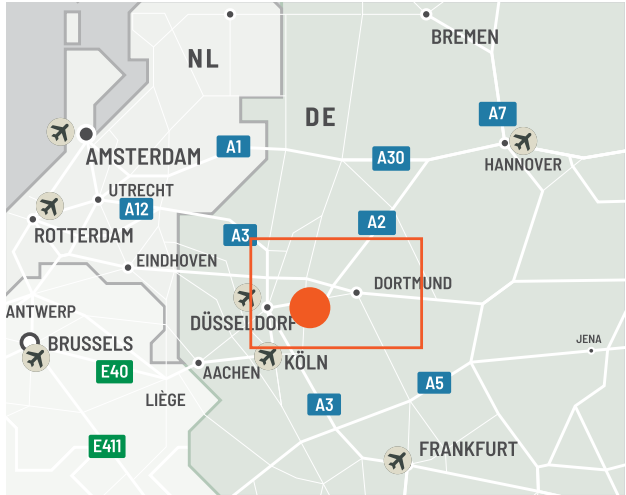 BREMEN
NL
A7
DE
A1
A30
HANNOVER
AMSTERDAM
UTRECHT
A12
A2
ROTTERDAM
A3
EINDHOVEN
DORTMUND
ANTWERP
DÜSSELDORF
BRUSSELS
JENA
KÖLN
AACHEN
E40
A5
LIÈGE
A3
E411
FRANKFURT